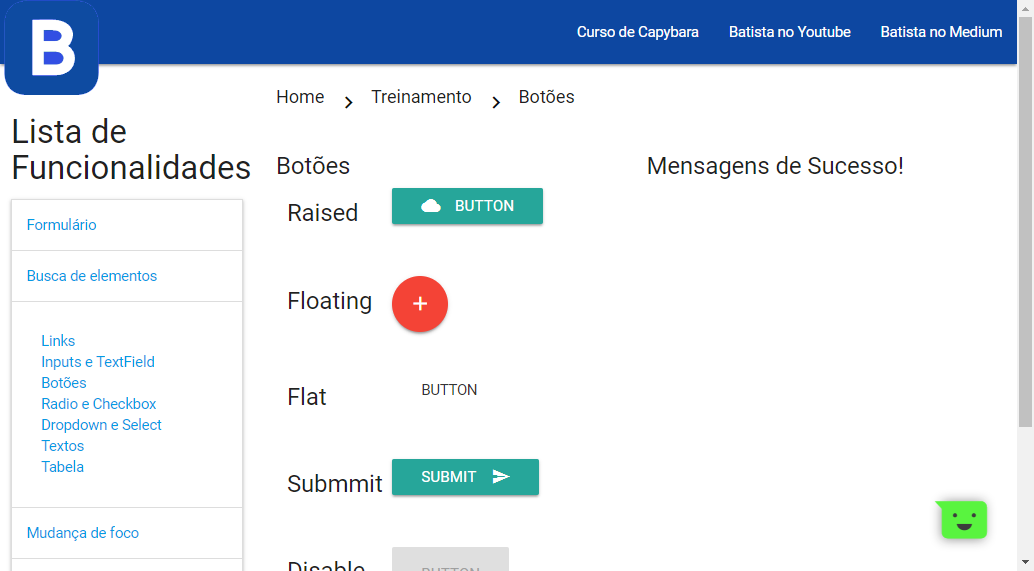 B
Curso de Capybara
Batista no Youtube
Batista no Medium
Home
Treinamento
Botões
Lista de
Funcionalidades
Formulário
Busca de elementos
Links
Inputs e TextField
Botões
Radio e Checkbox
Dropdown e Select
Textos
Tabela
Mudança de foco
Botões
Mensagens de Sucesso!
Raised
BUTTON
Floating
+
Flat
BUTTON
Submmit
SUBMIT
Disable
BUTTON